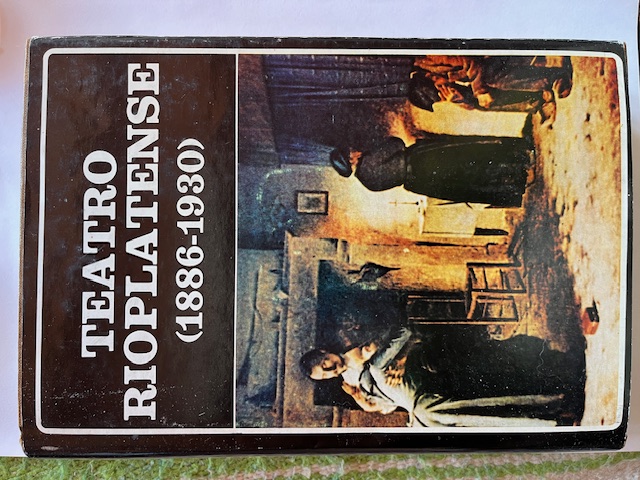 TEATRO
RIOPLATENSE
(1886-1930)